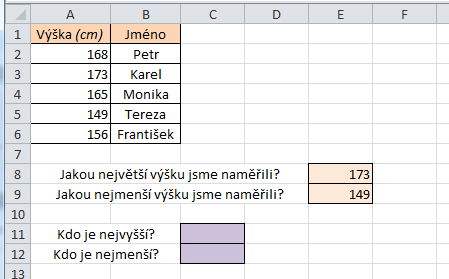 A B C D E F
1 Výška (cm) Jméno
2 168 Petr
3 173 Karel
4 165 Monika
5 149 Tereza
6 156 František
7
8 Jakou největší výšku jsme naměřili? 173
9 Jakou nejmenší výšku jsme naměřili? 149
10
11 Kdo je nejvyšší?
12 Kdo je nejmenší?
13